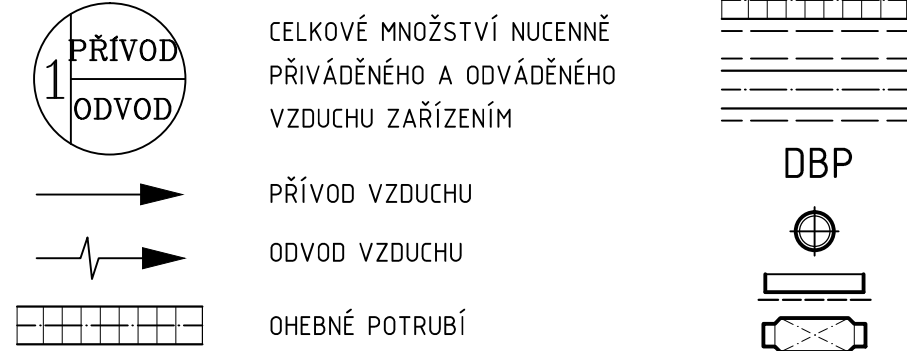 1
PŘÍVOD
ODVOD
CELKOVÉ MNOŽSTVÍ NUCENNĚ
PŘIVÁDĚNÉHO A ODVÁDĚNÉHO
VZDUCHU ZAŘÍZENÍM
PŘÍVOD VZDUCHU
ODVOD VZDUCHU
OHEBNÉ POTRUBÍ
DBP